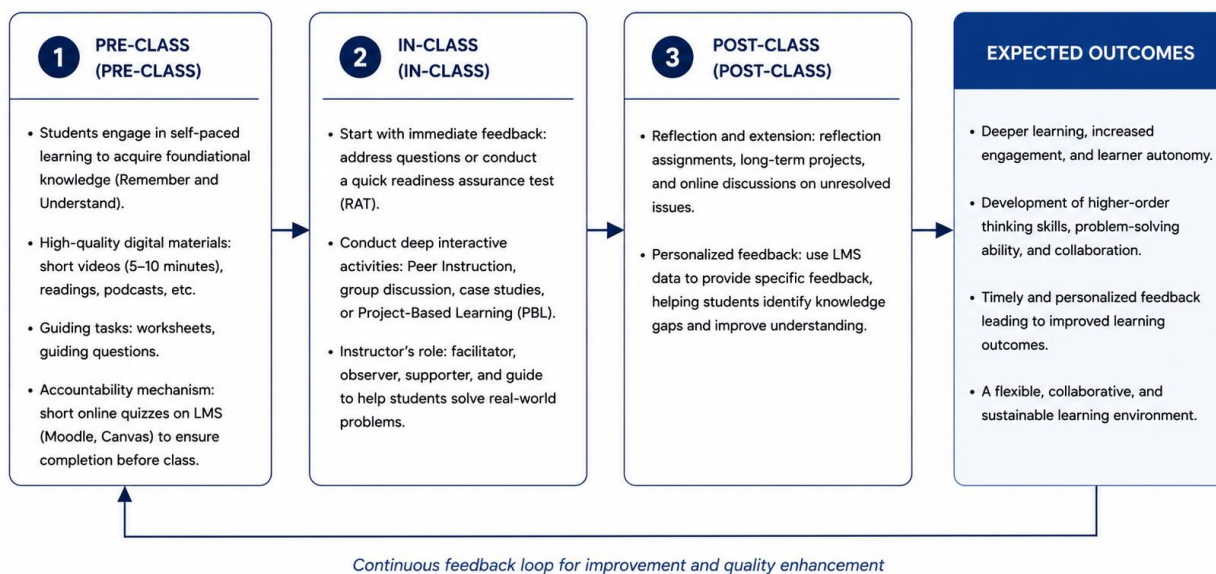 1
PRE-CLASS
(PRE-CLASS)
• Students engage in self-paced
learning to acquire foundiational
knowledge (Remember and
Understand).
• High-quality digital materials:
short videos (5–10 minutes),
readings, podcasts, etc.
• Guiding tasks: worksheets,
guiding questions.
• Accountability mechanism:
short online quizzes on LMS
(Moodle, Canvas) to ensure
completion before class.
2
IN-CLASS
(IN-CLASS)
• Start with immediate feedback:
address questions or conduct
a quick readiness assurance test
(RAT).
• Conduct deep interactive
activities: Peer Instruction,
group discussion, case studies,
or Project-Based Learning (PBL).
• Instructor's role: facilitator,
observer, supporter, and guide
to help students solve real-world
problems.
3
POST-CLASS
(POST-CLASS)
• Reflection and extension: reflection
assignments, long-term projects,
and online discussions on unresolved
issues.
• Personalized feedback: use LMS
data to provide specific feedback,
helping students identify knowledge
gaps and improve understanding.
EXPECTED OUTCOMES
• Deeper learning, increased
engagement, and learner autonomy.
• Development of higher-order
thinking skills, problem-solving
ability, and collaboration.
• Timely and personalized feedback
leading to improved learning
outcomes.
• A flexible, collaborative, and
sustainable learning environment.
Continuous feedback loop for improvement and quality enhancement